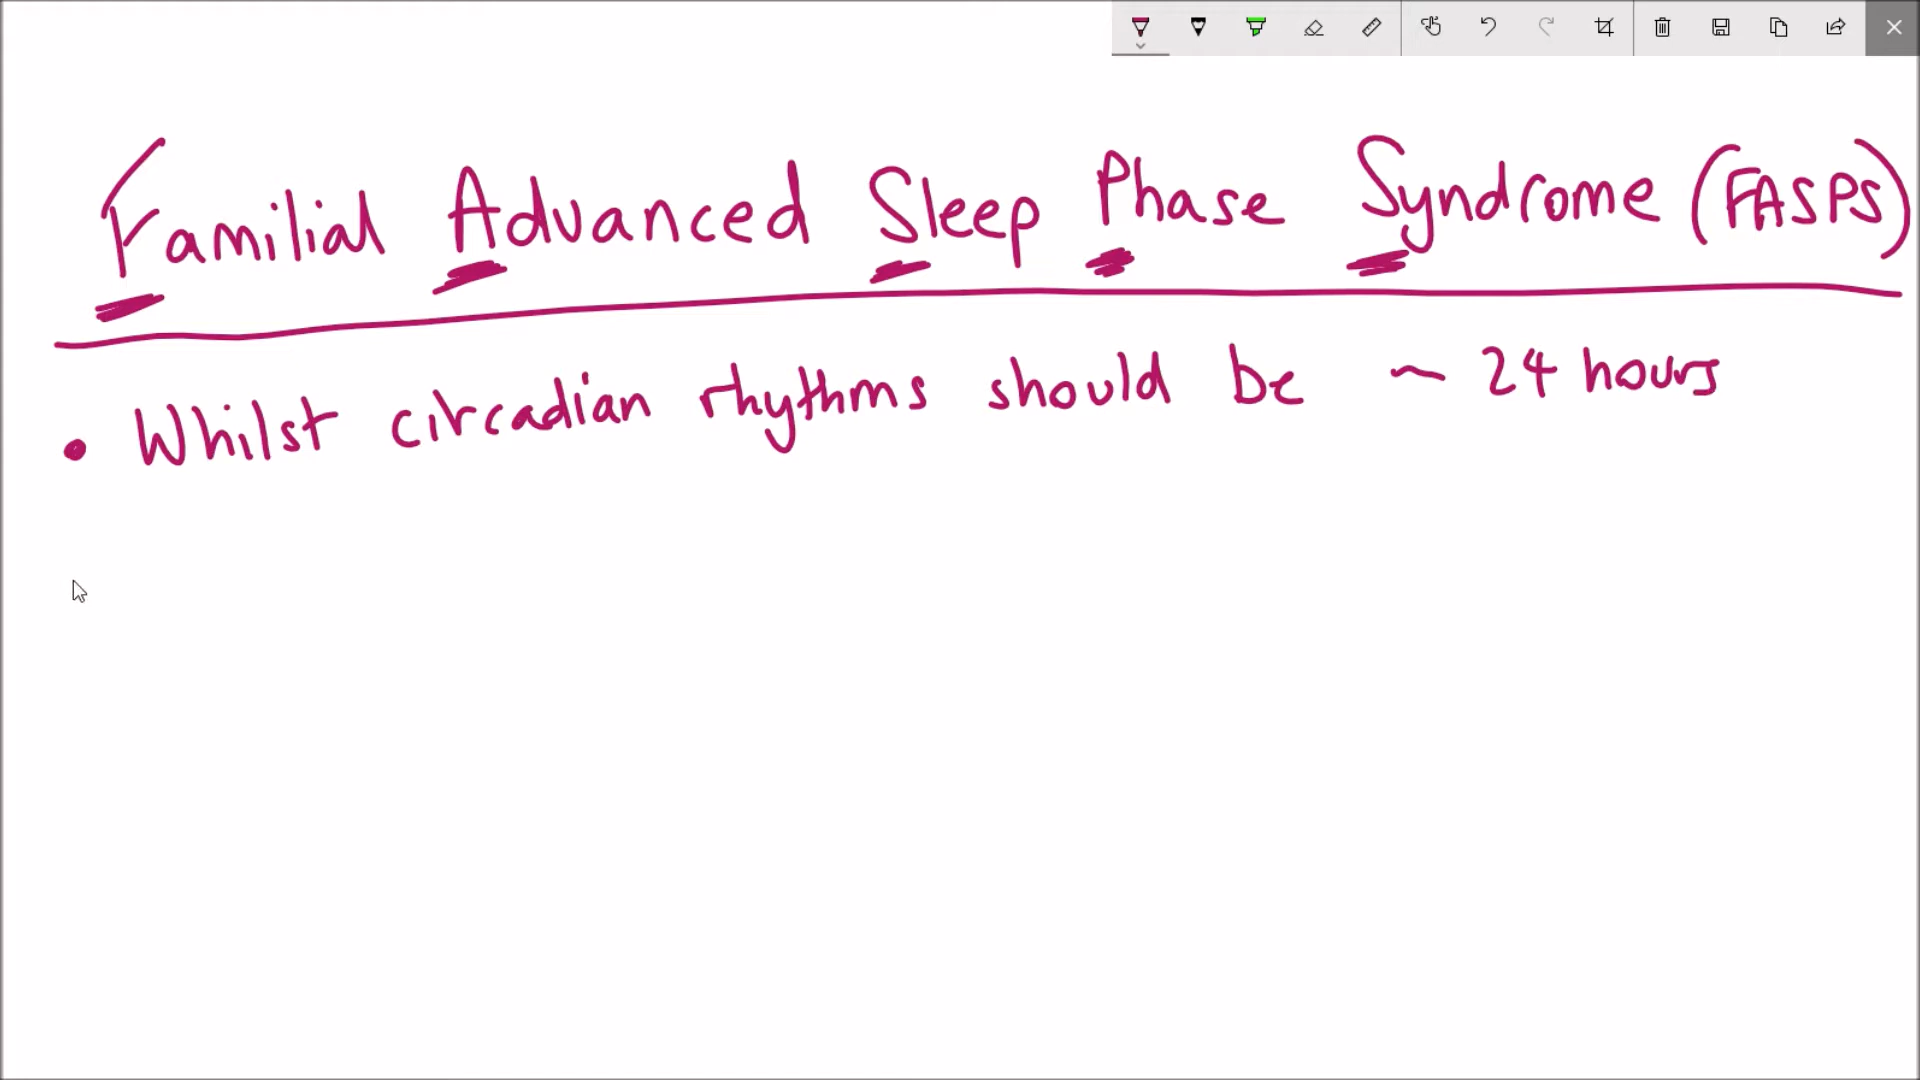 Familial Advanced Sleep Phase Syndrome (FASPS)
• Whilst circadian rhythms should be ~ 24 hours